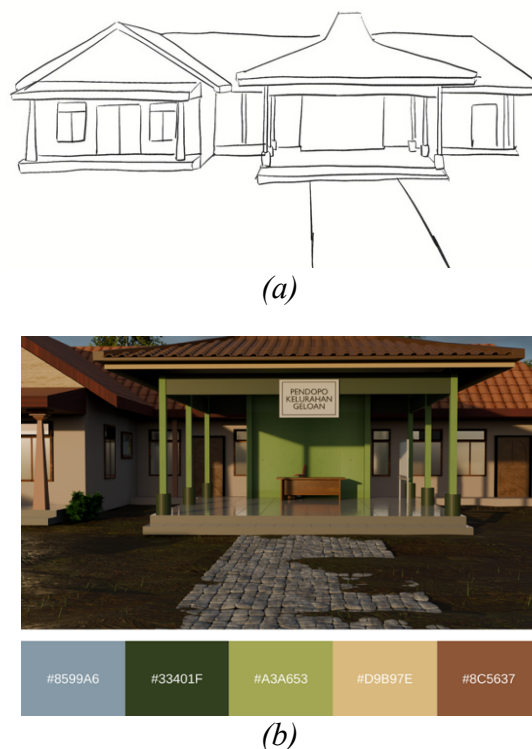 (a)
PENDOPO
KELURAHAN
GELOAN
#8599A6 #33401F #A3A653 #D9B97E #8C5637
(b)